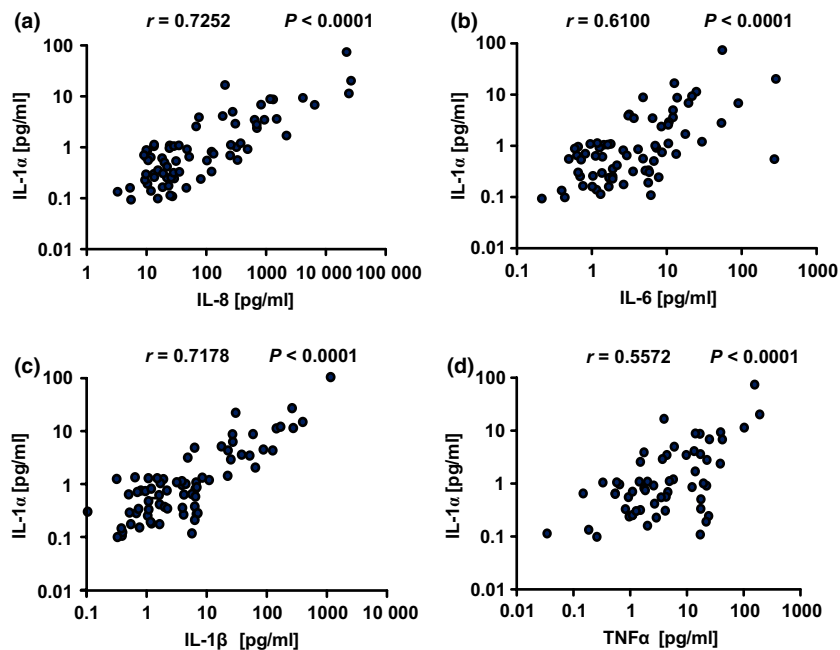 (a)
r = 0.7252 P < 0.0001
IL-1α [pg/ml]
100
10
1
0.1
0.01
1 10 100 1000 10 000 100 000
IL-8 [pg/ml]
(b)
r = 0.6100 P < 0.0001
IL-1α [pg/ml]
100
10
1
0.1
0.01
0.1 1 10 100 1000
IL-6 [pg/ml]
(c)
r = 0.7178 P < 0.0001
IL-1α [pg/ml]
100
10
1
0.1
0.01
0.1 1 10 100 1000 10 000
IL-1β [pg/ml]
(d)
r = 0.5572 P < 0.0001
IL-1α [pg/ml]
100
10
1
0.1
0.01
0.01 0.1 1 10 100 1000
TNFα [pg/ml]